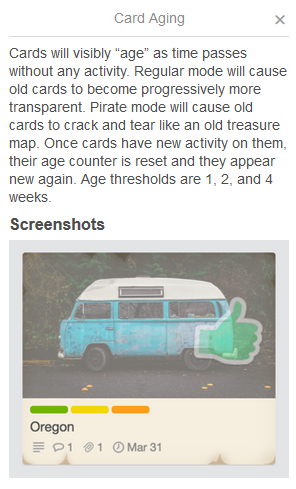 Card Aging
Cards will visibly “age” as time passes
without any activity. Regular mode will cause
old cards to become progressively more
transparent. Pirate mode will cause old
cards to crack and tear like an old treasure
map. Once cards have new activity on them,
their age counter is reset and they appear
new again. Age thresholds are 1, 2, and 4
weeks.
Screenshots
Oregon
1 1 Mar 31